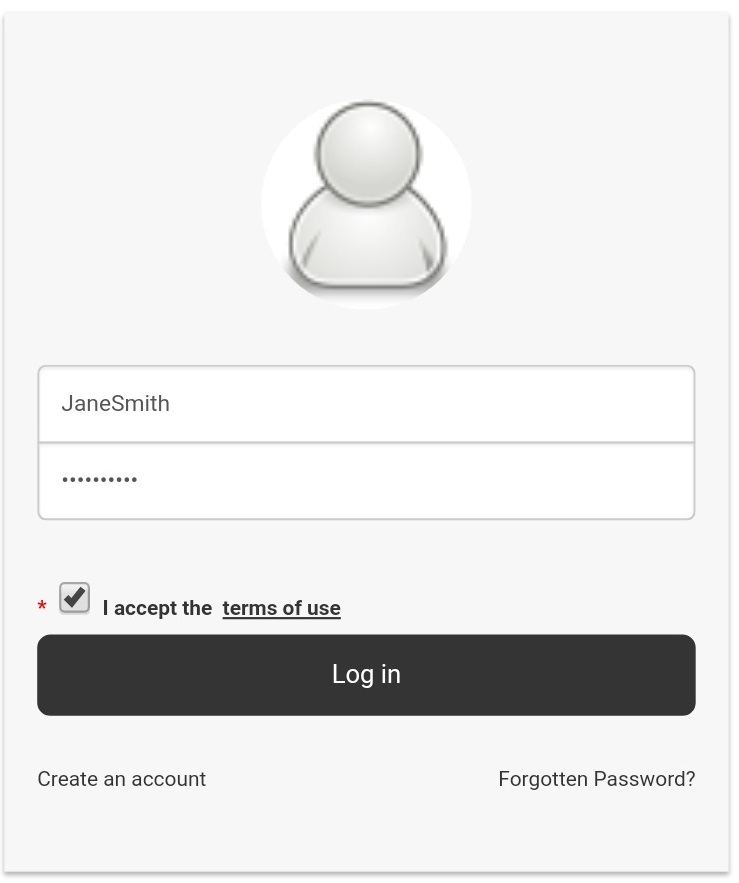 JaneSmith
••••••••••
* I accept the terms of use
Log in
Create an account
Forgotten Password?